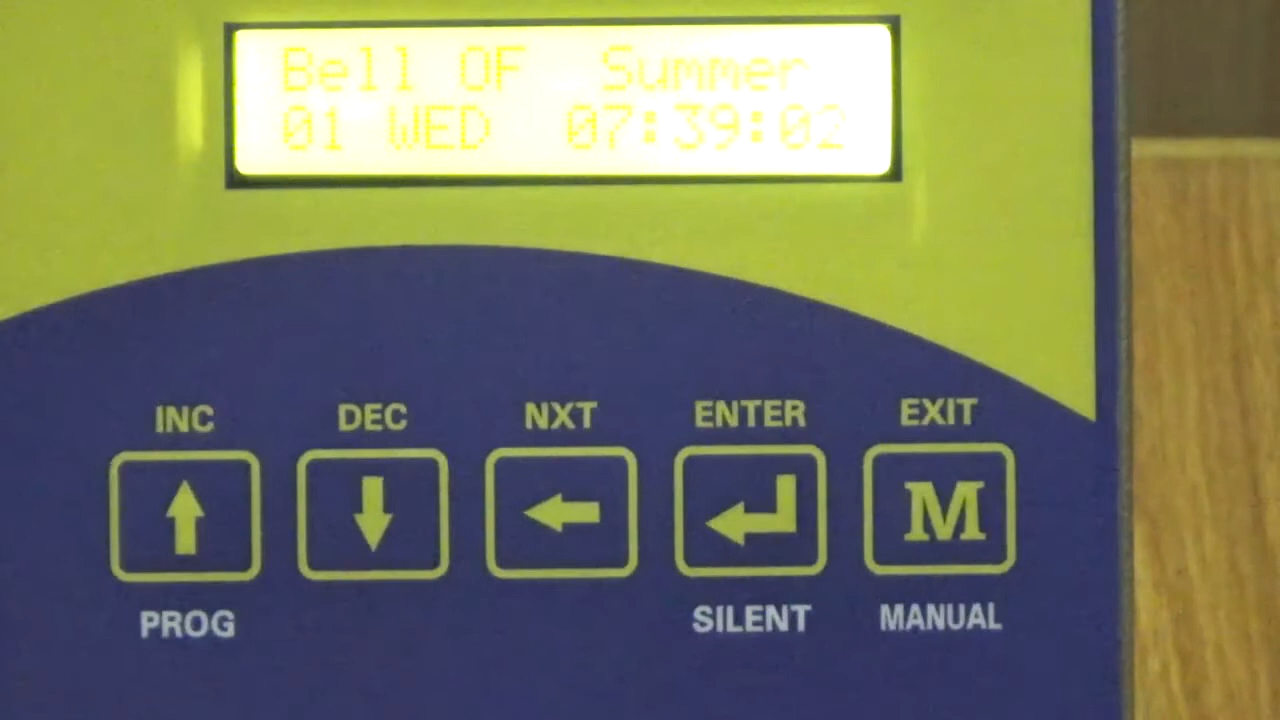 Bell OF Summer
01 WED 07:39:02
INC DEC NXT ENTER EXIT
M
PROG SILENT MANUAL